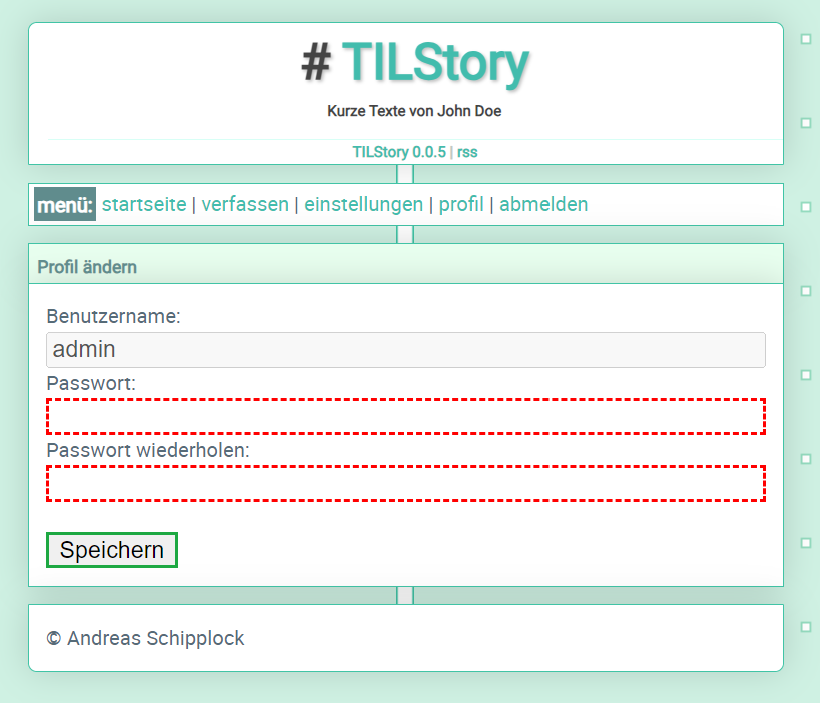 # TILStory
Kurze Texte von John Doe
TILStory 0.0.5 | rss
menü: startseite | verfassen | einstellungen | profil | abmelden
Profil ändern
Benutzername:
admin
Passwort:
Passwort wiederholen:
Speichern
© Andreas Schipplock